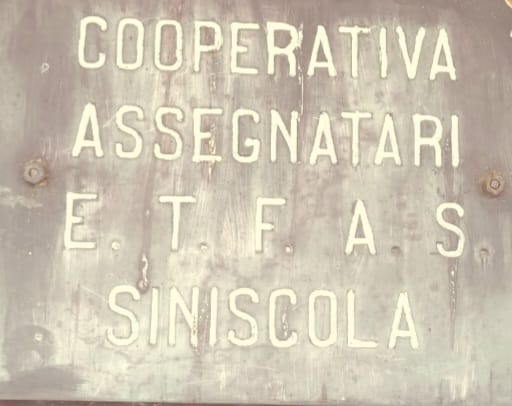 COOPERATIVA
ASSEGNATARI
E. T. F. A. S.
SINISCOLA